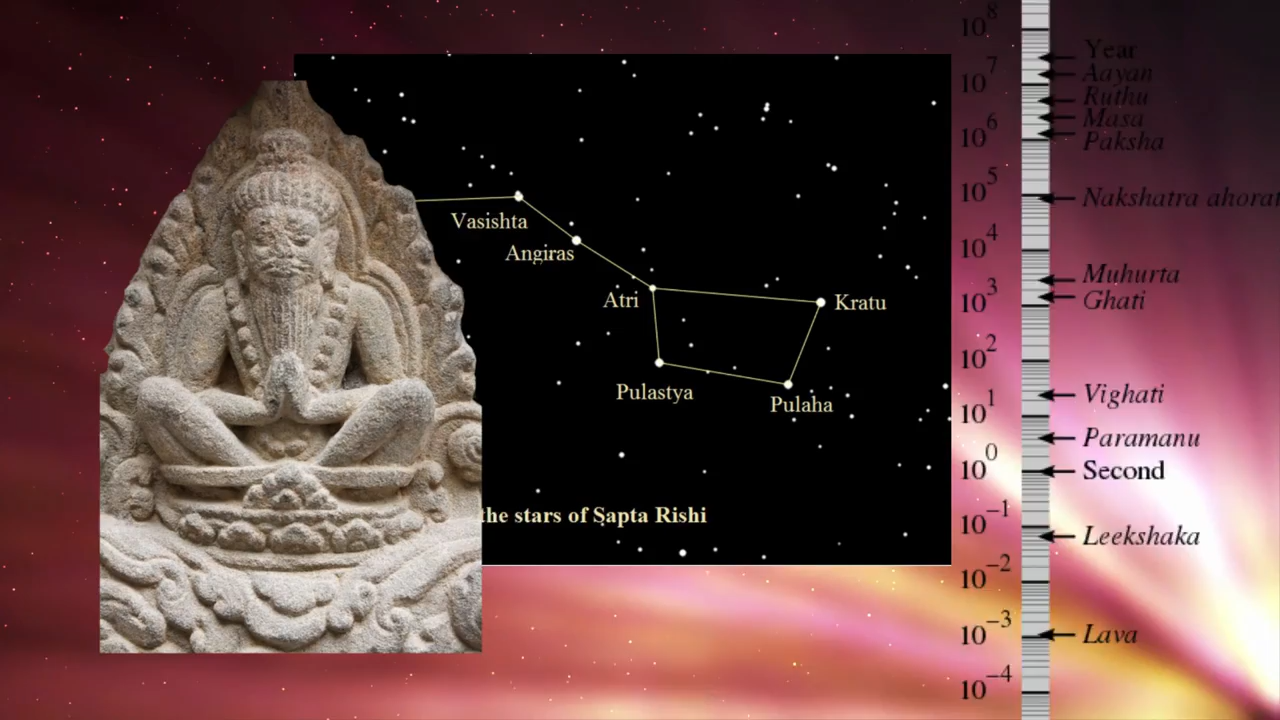 Vasishta
Angiras
Atri
Kratu
Pulastya
Pulaha
the stars of Sapta Rishi
10^8
Year
10^7
Aayan
Ruthu
Masa
10^6
Paksha
10^5
Nakshatra
10^4
Muhurta
10^3
Ghati
10^2
Vighati
10^1
Paramanu
10^0
Second
10^−1
Leekshaka
10^−2
10^−3
Lava
10^−4